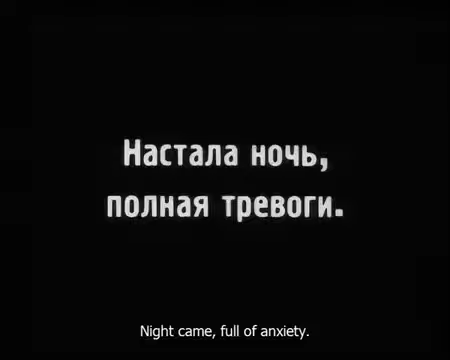 Настала ночь,
полная тревоги.
Night came, full of anxiety.